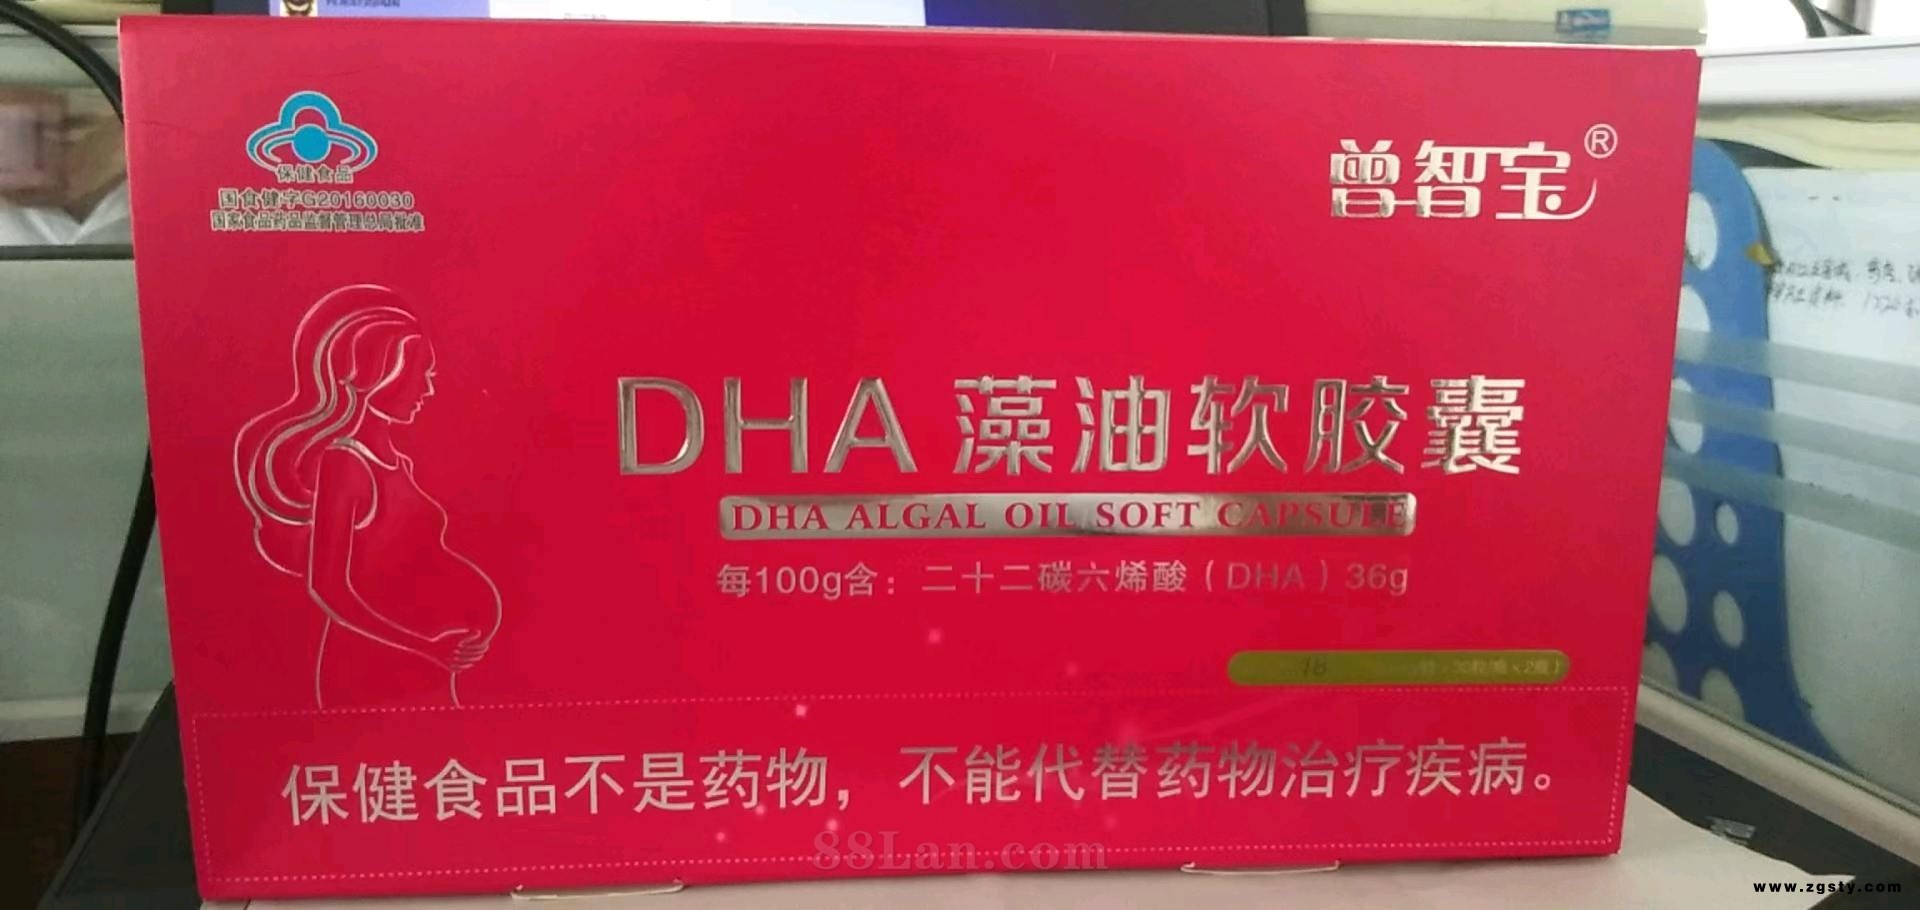 保健食品
国食健字G20160030
国家食品药品监督管理总局批准
曾智宝®
DHA 藻油软胶囊
DHA ALGAL OIL SOFT CAPSULE
每100g含：二十二碳六烯酸（DHA）36g
保健食品不是药物，不能代替药物治疗疾病。
88Lan.com
www.zgsty.com